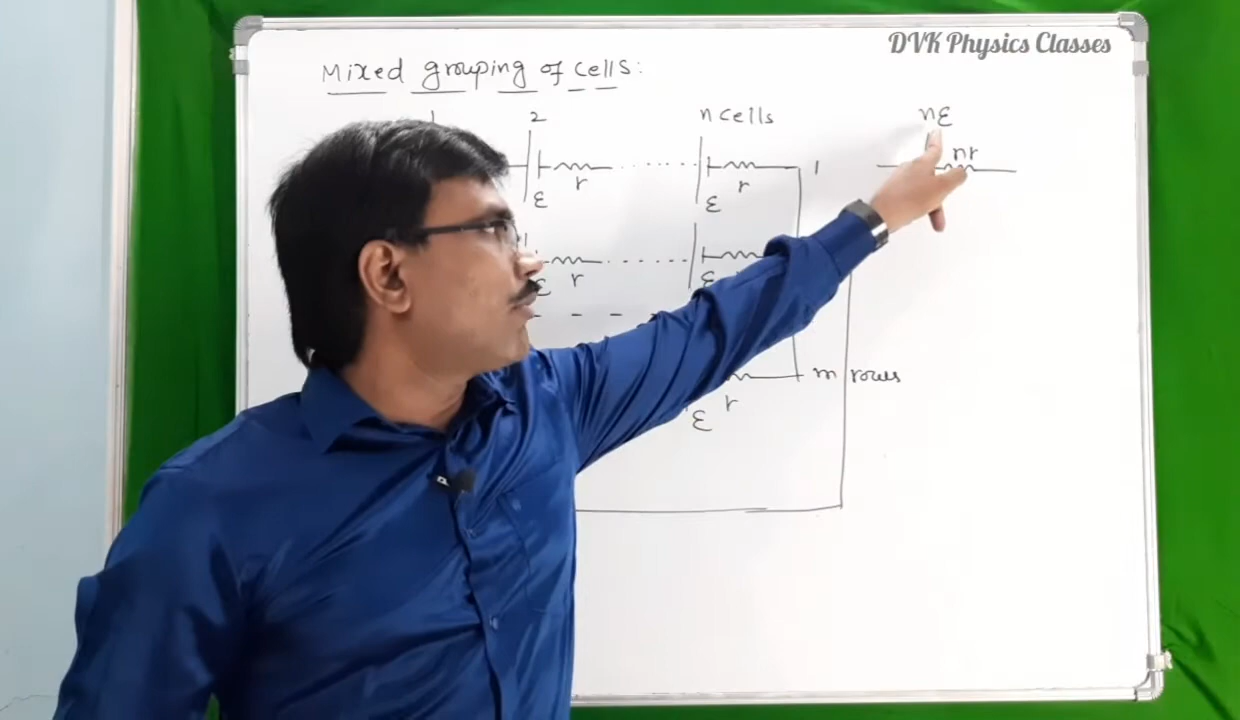 DVK Physics Classes
Mixed grouping of cells:
2 n cells nε
r r 1 nr
ε ε
r
ε ε
m rows
ε r